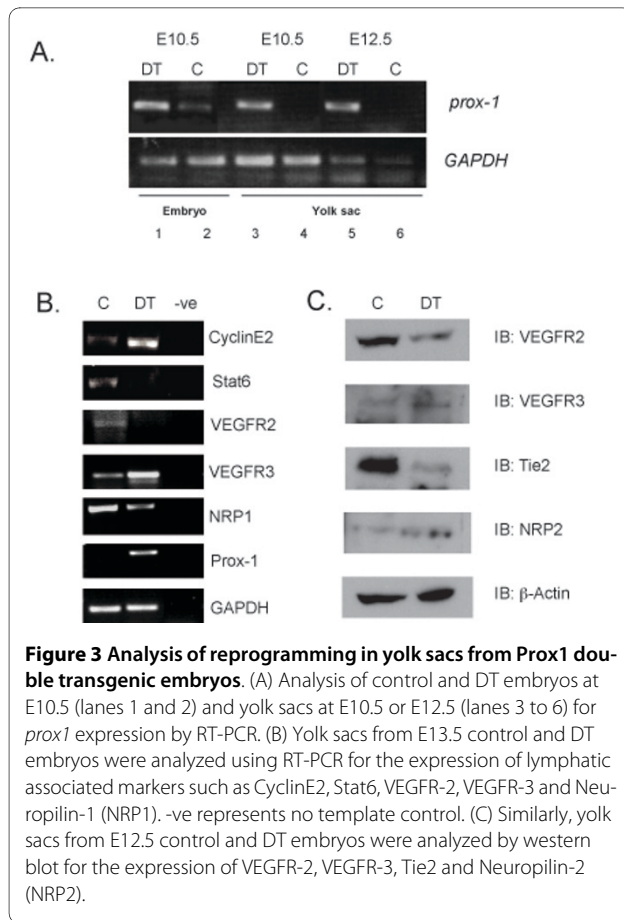 A.
E10.5 E10.5 E12.5
DT C DT C DT C
prox-1
GAPDH
Embryo Yolk sac
1 2 3 4 5 6
B.
C DT -ve
CyclinE2
Stat6
VEGFR2
VEGFR3
NRP1
Prox-1
GAPDH
C.
C DT
IB: VEGFR2
IB: VEGFR3
IB: Tie2
IB: NRP2
IB: β-Actin
Figure 3 Analysis of reprogramming in yolk sacs from Prox1 dou-
ble transgenic embryos. (A) Analysis of control and DT embryos at
E10.5 (lanes 1 and 2) and yolk sacs at E10.5 or E12.5 (lanes 3 to 6) for
prox1 expression by RT-PCR. (B) Yolk sacs from E13.5 control and DT
embryos were analyzed using RT-PCR for the expression of lymphatic
associated markers such as CyclinE2, Stat6, VEGFR-2, VEGFR-3 and Neu-
ropilin-1 (NRP1). -ve represents no template control. (C) Similarly, yolk
sacs from E12.5 control and DT embryos were analyzed by western
blot for the expression of VEGFR-2, VEGFR-3, Tie2 and Neuropilin-2
(NRP2).